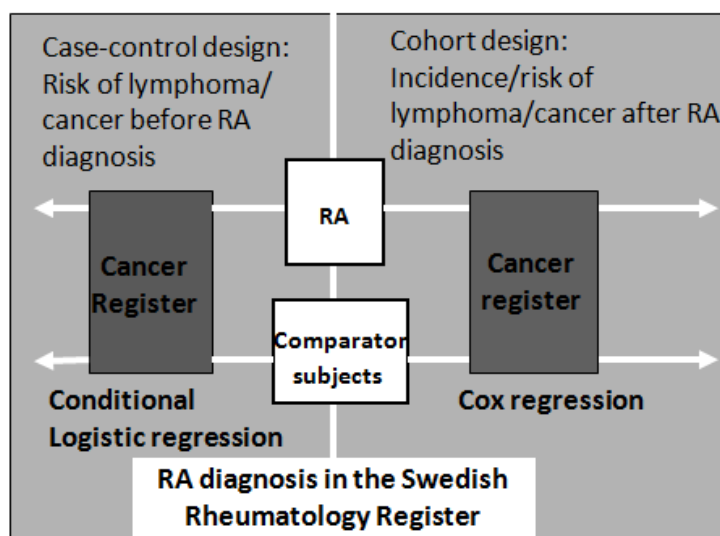 Case-control design:
Risk of lymphoma/
cancer before RA
diagnosis
Cohort design:
Incidence/risk of
lymphoma/cancer after RA
diagnosis
RA
Cancer
Register
Cancer
register
Comparator
subjects
Conditional
Logistic regression
Cox regression
RA diagnosis in the Swedish
Rheumatology Register